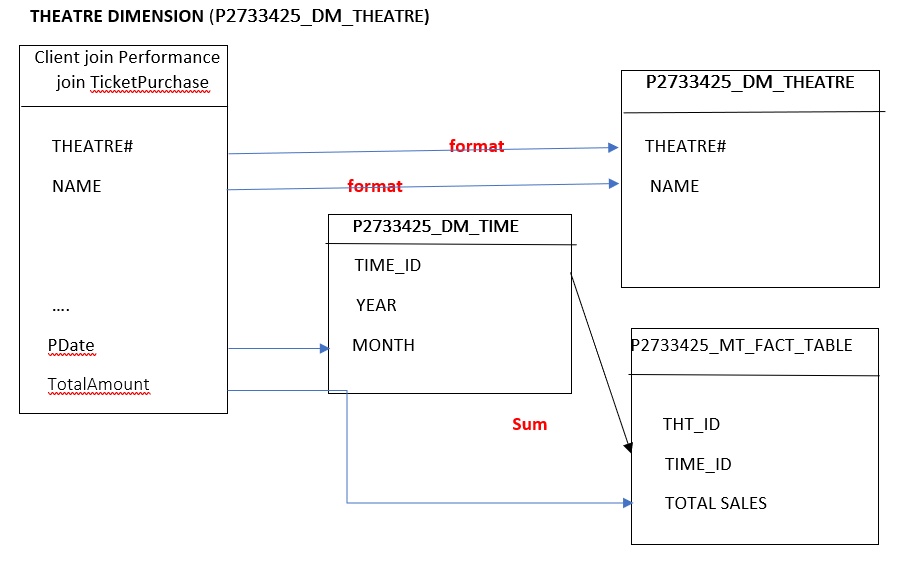 THEATRE DIMENSION (P2733425_DM_THEATRE)
Client join Performance
join TicketPurchase
THEATRE#
NAME
....
PDate
TotalAmount
format
format
P2733425_DM_TIME
TIME_ID
YEAR
MONTH
Sum
P2733425_DM_THEATRE
THEATRE#
NAME
P2733425_MT_FACT_TABLE
THT_ID
TIME_ID
TOTAL SALES